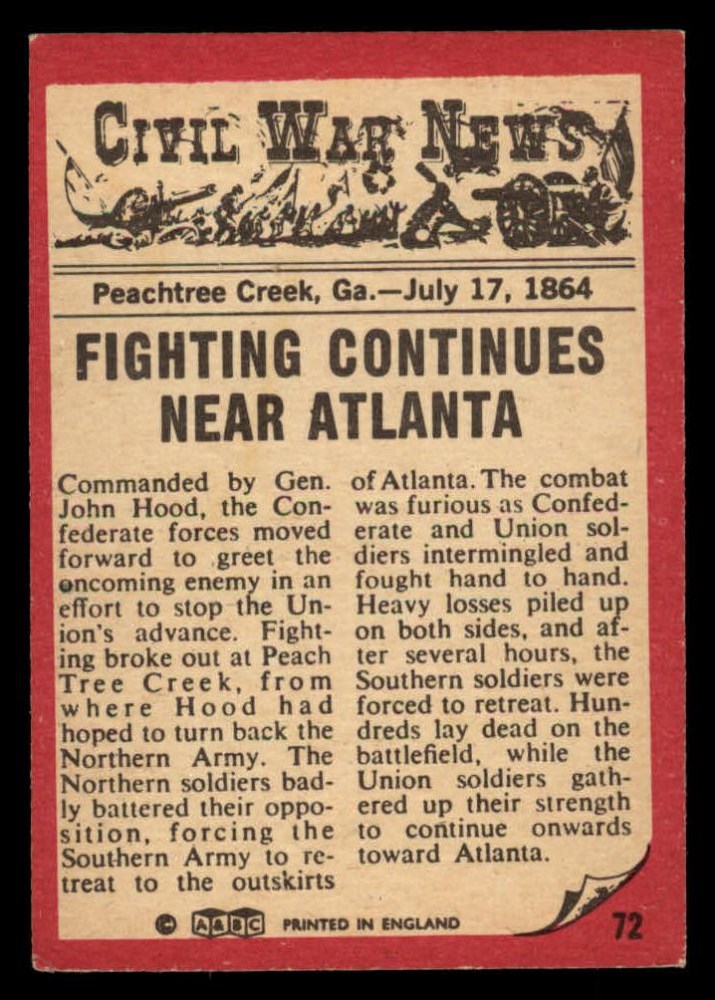 CIVIL WAR NEWS
Peachtree Creek, Ga.—July 17, 1864
FIGHTING CONTINUES
NEAR ATLANTA
Commanded by Gen.
John Hood, the Con-
federate forces moved
forward to greet the
oncoming enemy in an
effort to stop the Un-
ion's advance. Fight-
ing broke out at Peach
Tree Creek, from
where Hood had
hoped to turn back the
Northern Army. The
Northern soldiers bad-
ly battered their oppo-
sition, forcing the
Southern Army to re-
treat to the outskirts
of Atlanta. The combat
was furious as Confed-
erate and Union sol-
diers intermingled and
fought hand to hand.
Heavy losses piled up
on both sides, and af-
ter several hours, the
Southern soldiers were
forced to retreat. Hun-
dreds lay dead on the
battlefield, while the
Union soldiers gath-
ered up their strength
to continue onwards
toward Atlanta.
© A&BC PRINTED IN ENGLAND
72